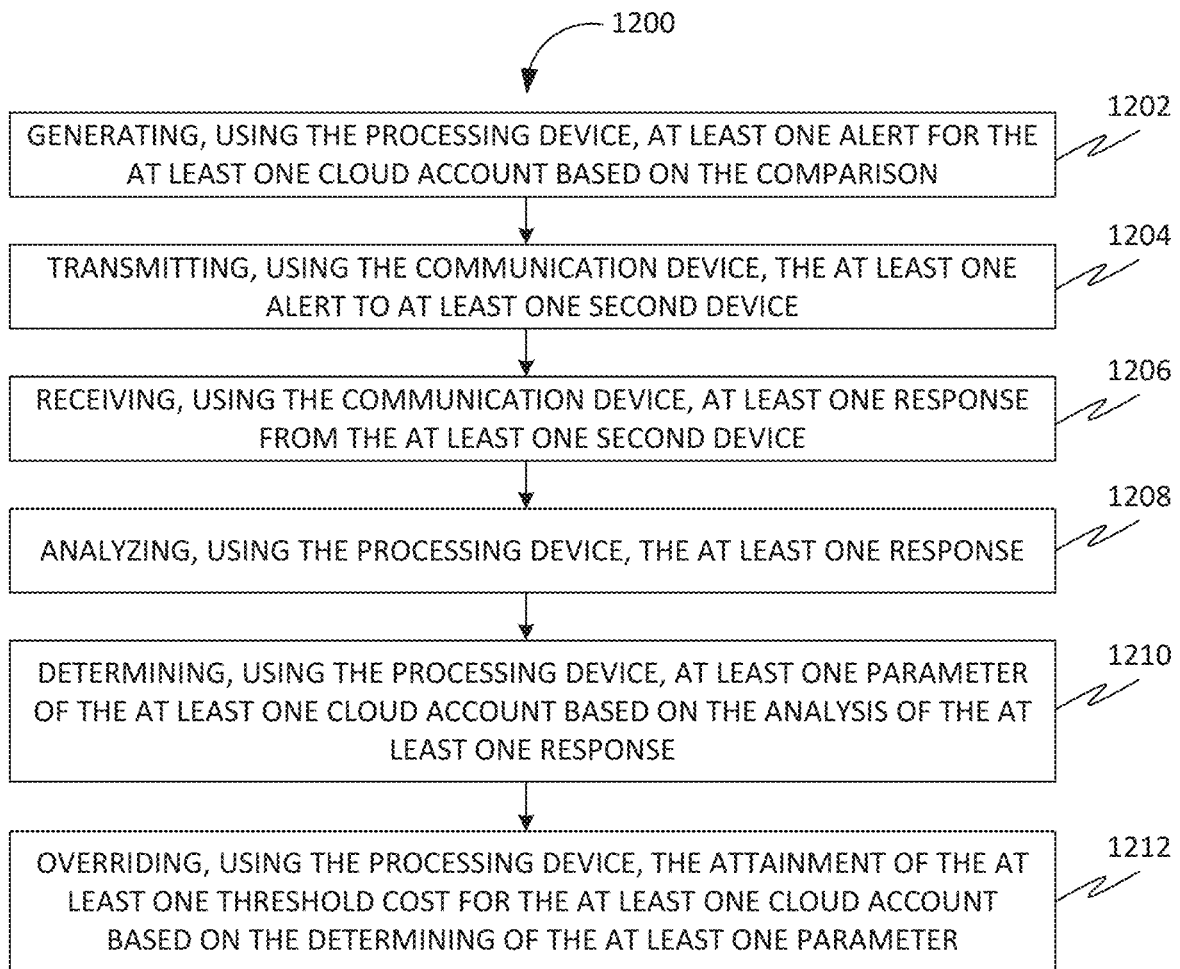 1200
1202
GENERATING, USING THE PROCESSING DEVICE, AT LEAST ONE ALERT FOR THE
AT LEAST ONE CLOUD ACCOUNT BASED ON THE COMPARISON
1204
TRANSMITTING, USING THE COMMUNICATION DEVICE, THE AT LEAST ONE
ALERT TO AT LEAST ONE SECOND DEVICE
1206
RECEIVING, USING THE COMMUNICATION DEVICE, AT LEAST ONE RESPONSE
FROM THE AT LEAST ONE SECOND DEVICE
1208
ANALYZING, USING THE PROCESSING DEVICE, THE AT LEAST ONE RESPONSE
1210
DETERMINING, USING THE PROCESSING DEVICE, AT LEAST ONE PARAMETER
OF THE AT LEAST ONE CLOUD ACCOUNT BASED ON THE ANALYSIS OF THE AT
LEAST ONE RESPONSE
1212
OVERRIDING, USING THE PROCESSING DEVICE, THE ATTAINMENT OF THE AT
LEAST ONE THRESHOLD COST FOR THE AT LEAST ONE CLOUD ACCOUNT
BASED ON THE DETERMINING OF THE AT LEAST ONE PARAMETER